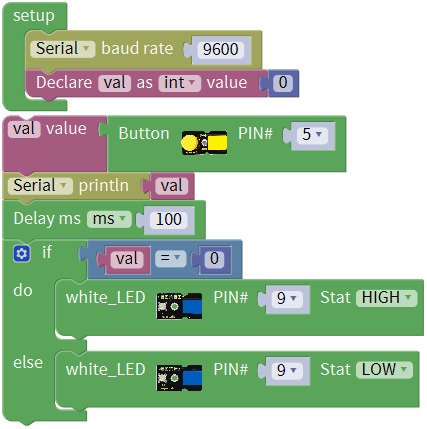 setup
Serial baud rate 9600
Declare val as int value 0
val value Button PIN# 5
Serial println val
Delay ms ms 100
if val = 0
do white_LED PIN# 9 Stat HIGH
else white_LED PIN# 9 Stat LOW